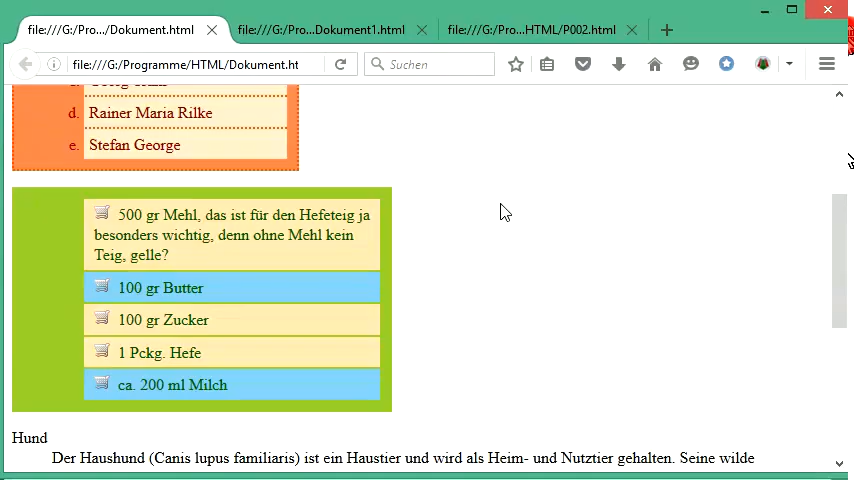 file:///G:/Pro.../Dokument.html
file:///G:/Pro...Dokument1.html
file:///G:/Pro...HTML/P002.html
file:///G:/Programme/HTML/Dokument.ht
Suchen
d. Rainer Maria Rilke
e. Stefan George
500 gr Mehl, das ist für den Hefeteig ja
besonders wichtig, denn ohne Mehl kein
Teig, gelle?
100 gr Butter
100 gr Zucker
1 Pckg. Hefe
ca. 200 ml Milch
Hund
Der Haushund (Canis lupus familiaris) ist ein Haustier und wird als Heim- und Nutztier gehalten. Seine wilde